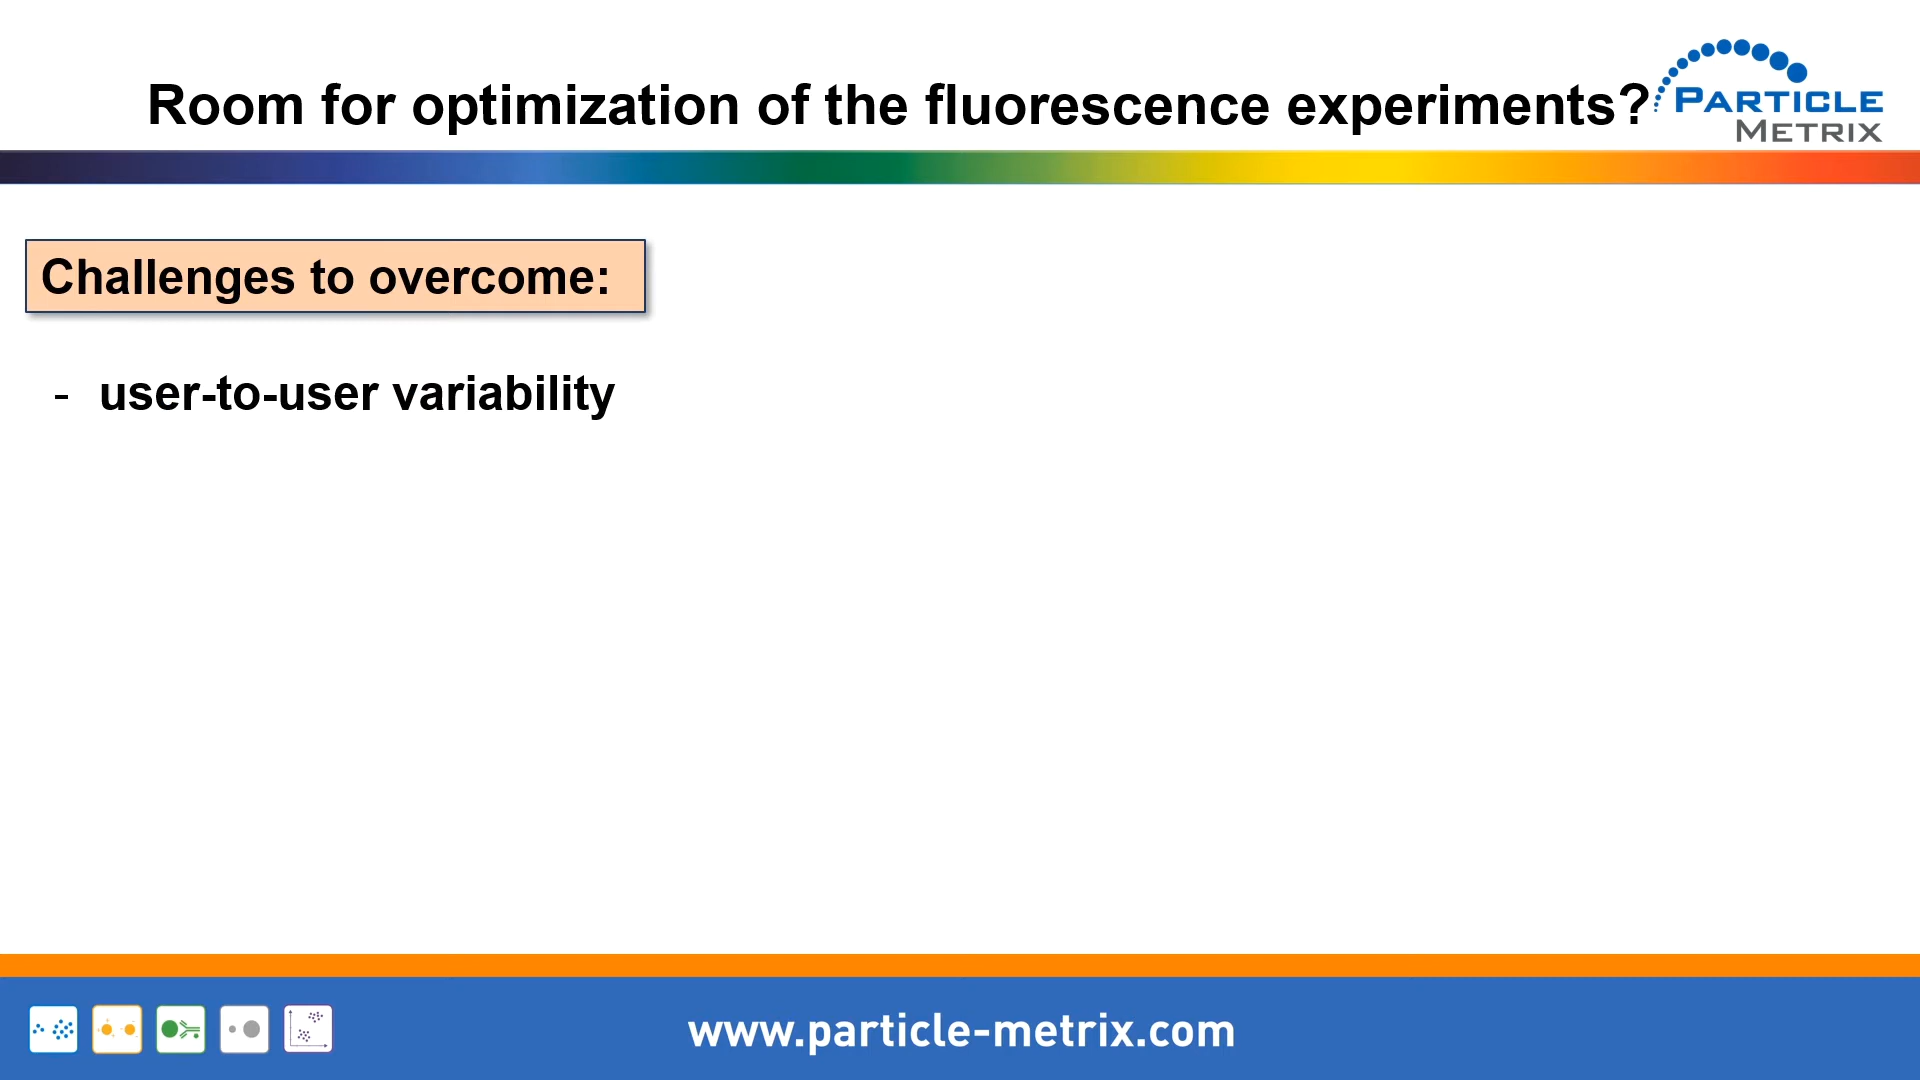 Room for optimization of the fluorescence experiments?
PARTICLE
METRIX
Challenges to overcome:
- user-to-user variability
www.particle-metrix.com